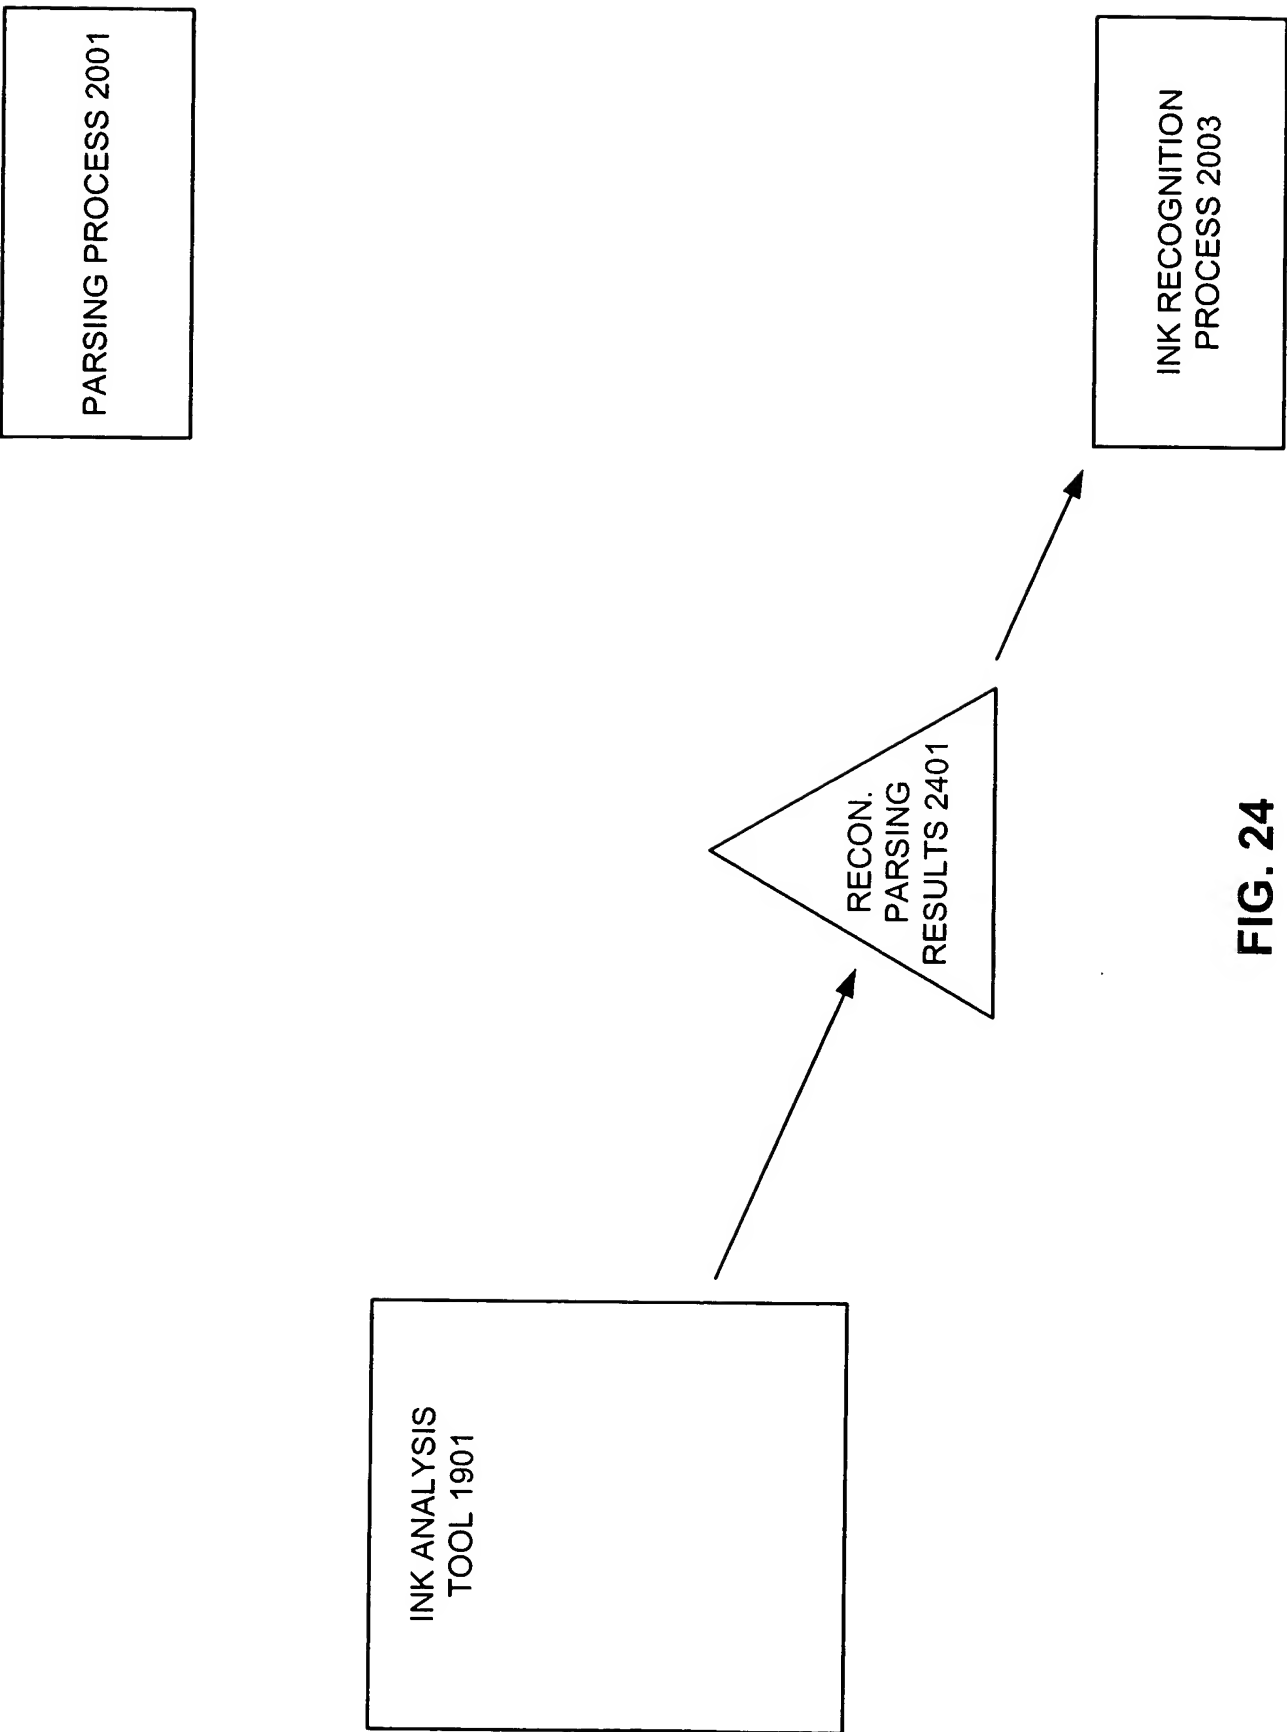 PARSING PROCESS 2001
INK ANALYSIS
TOOL 1901
RECON.
PARSING
RESULTS 2401
INK RECOGNITION
PROCESS 2003
FIG. 24